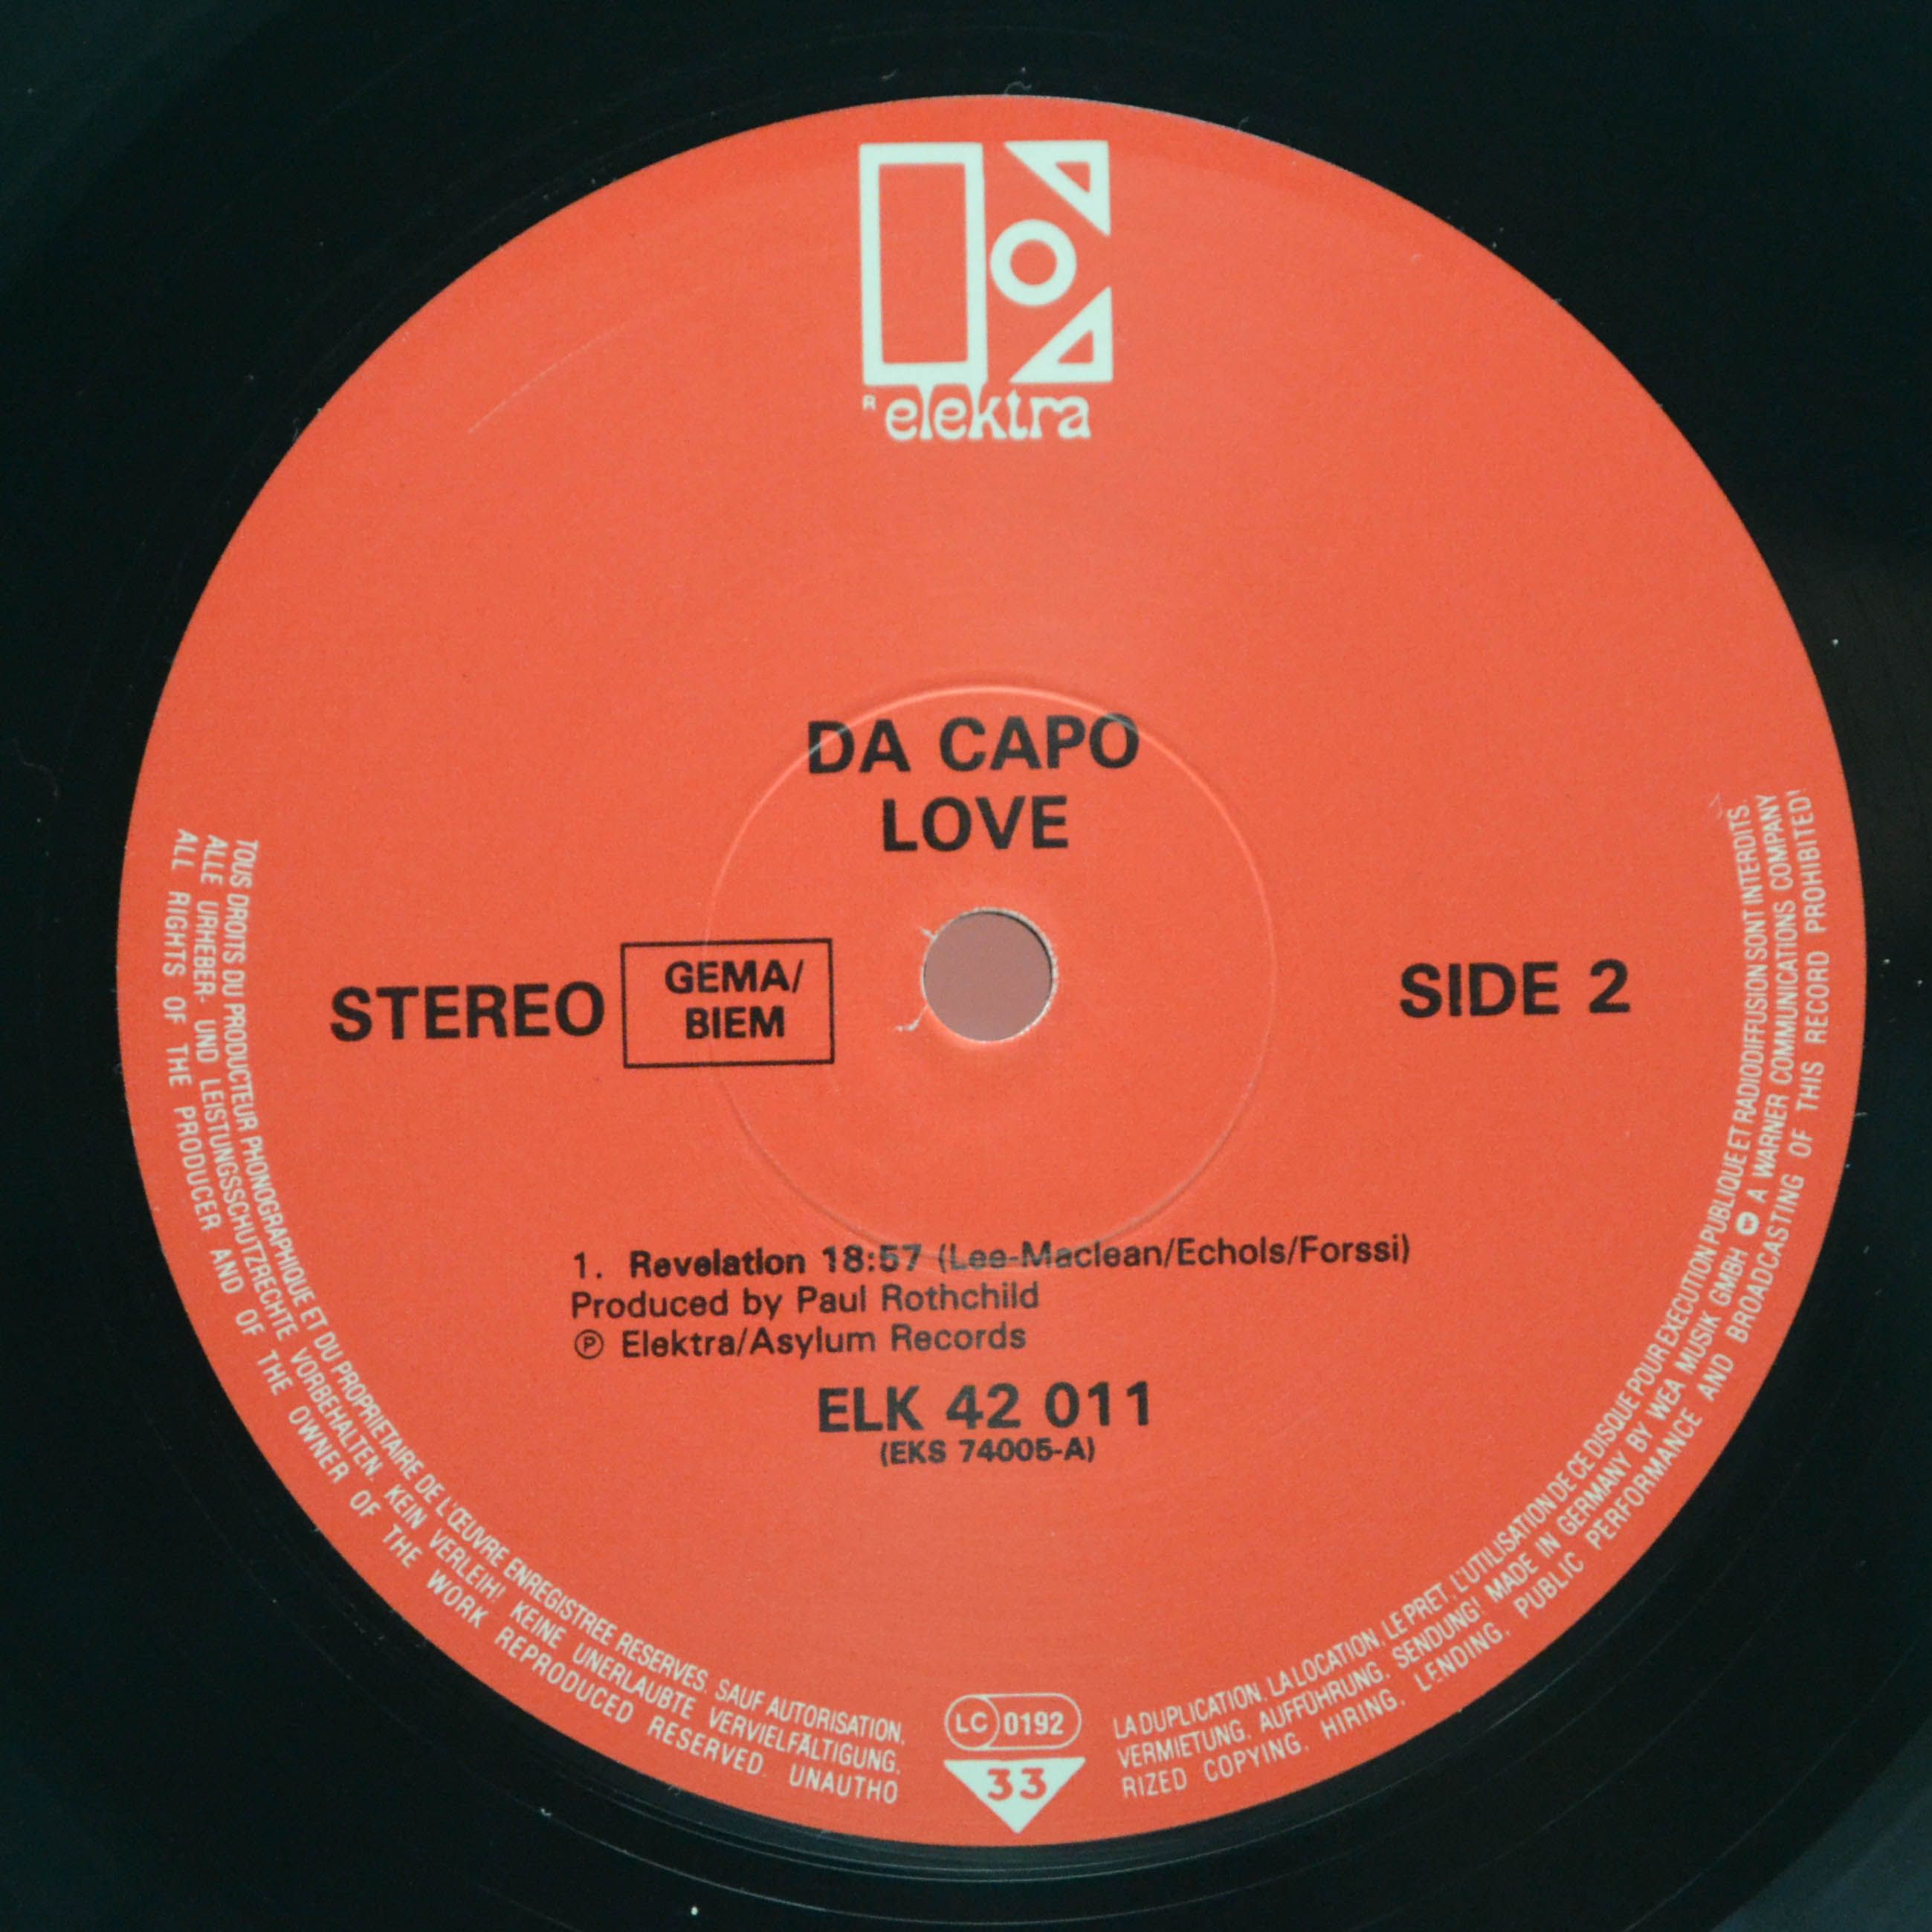 R elektra
DA CAPO
LOVE
STEREO
GEMA/
BIEM
SIDE 2
1. Revelation 18:57 (Lee-Maclean/Echols/Forssi)
Produced by Paul Rothchild
Ⓟ Elektra/Asylum Records
ELK 42 011
(EKS 74005-A)
TOUS DROITS DU PRODUCTEUR PHONOGRAPHIQUE ET DU PROPRIETAIRE DE L'ŒUVRE ENREGISTREE RESERVES. SAUF AUTORISATION, LA DUPLICATION, LA LOCATION, LE PRET, L'UTILISATION DE CE DISQUE POUR EXECUTION PUBLIQUE ET RADIODIFFUSION SONT INTERDITS.
ALLE URHEBER- UND LEISTUNGSSCHUTZRECHTE VORBEHALTEN. KEIN VERLEIH! KEINE UNERLAUBTE VERVIELFÄLTIGUNG, VERMIETUNG, AUFFÜHRUNG, SENDUNG! MADE IN GERMANY BY WEA MUSIK GMBH A WARNER COMMUNICATIONS COMPANY
ALL RIGHTS OF THE PRODUCER AND OF THE OWNER OF THE WORK REPRODUCED RESERVED. UNAUTHO RIZED COPYING, HIRING, LENDING, PUBLIC PERFORMANCE AND BROADCASTING OF THIS RECORD PROHIBITED!
LC 0192
33